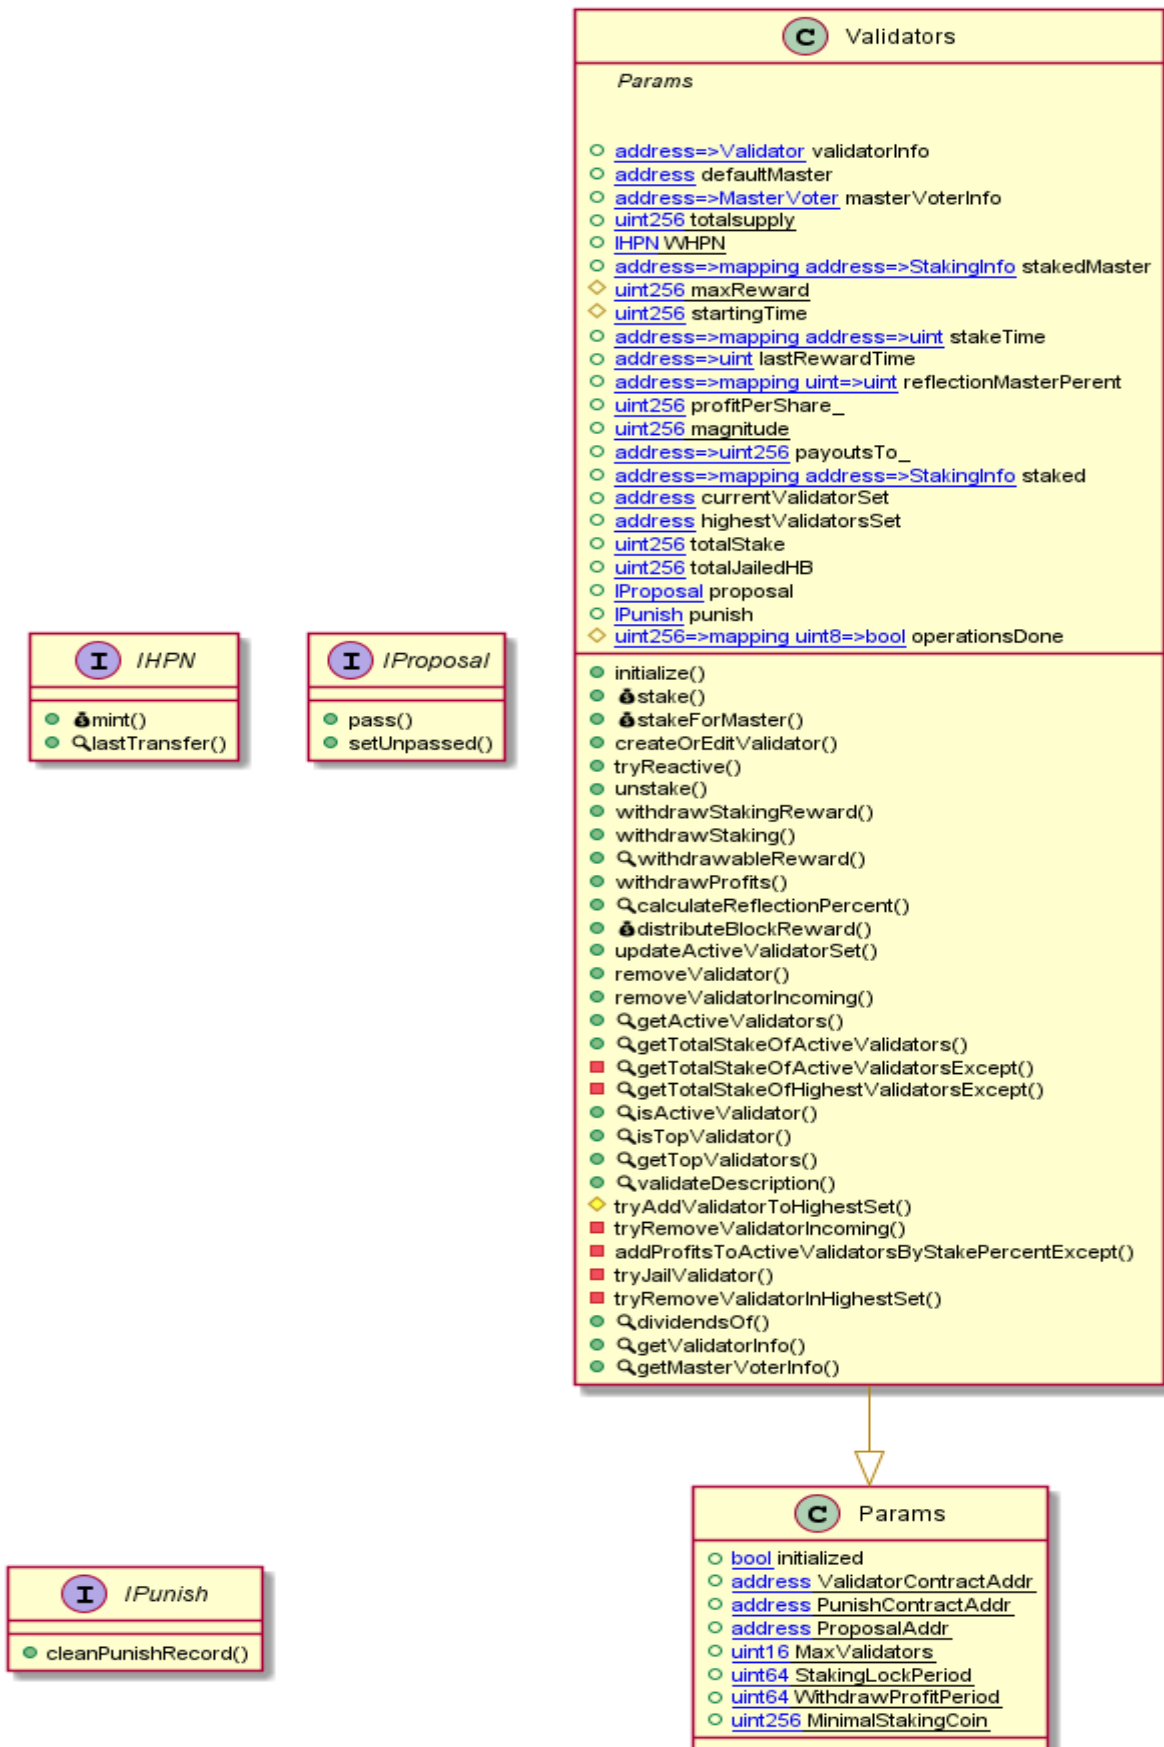 C Validators
Params
address=>Validator validatorInfo
address defaultMaster
address=>MasterVoter masterVoterInfo
uint256 totalsupply
IHPN WHPN
address=>mapping address=>StakingInfo stakedMaster
uint256 maxReward
uint256 startingTime
address=>mapping address=>uint stakeTime
address=>uint lastRewardTime
address=>mapping uint=>uint reflectionMasterPerent
uint256 profitPerShare_
uint256 magnitude
address=>uint256 payoutsTo_
address=>mapping address=>StakingInfo staked
address currentValidatorSet
address highestValidatorsSet
uint256 totalStake
uint256 totalJailedHB
IProposal proposal
IPunish punish
uint256=>mapping uint8=>bool operationsDone
initialize()
stake()
stakeForMaster()
createOrEditValidator()
tryReactive()
unstake()
withdrawStakingReward()
withdrawStaking()
withdrawableReward()
withdrawProfits()
calculateReflectionPercent()
distributeBlockReward()
updateActiveValidatorSet()
removeValidator()
removeValidatorIncoming()
getActiveValidators()
getTotalStakeOfActiveValidators()
getTotalStakeOfActiveValidatorsExcept()
getTotalStakeOfHighestValidatorsExcept()
isActiveValidator()
isTopValidator()
getTopValidators()
validateDescription()
tryAddValidatorToHighestSet()
tryRemoveValidatorIncoming()
addProfitsToActiveValidatorsByStakePercentExcept()
tryJailValidator()
tryRemoveValidatorInHighestSet()
dividendsOf()
getValidatorInfo()
getMasterVoterInfo()
I IHPN
mint()
lastTransfer()
I IProposal
pass()
setUnpassed()
I IPunish
cleanPunishRecord()
C Params
bool initialized
address ValidatorContractAddr
address PunishContractAddr
address ProposalAddr
uint16 MaxValidators
uint64 StakingLockPeriod
uint64 WithdrawProfitPeriod
uint256 MinimalStakingCoin